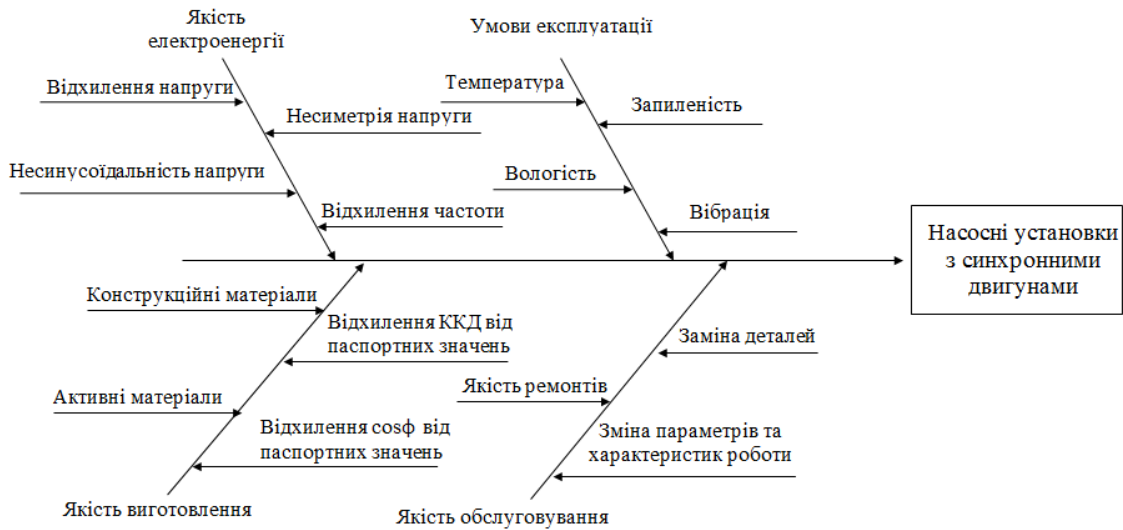 Якість
електроенергії
Умови експлуатації
Відхилення напруги
Температура
Несиметрія напруги
Запиленість
Несинусоїдальність напруги
Вологість
Відхилення частоти
Вібрація
Насосні установки
з синхронними
двигунами
Конструкційні матеріали
Відхилення ККД від
паспортних значень
Заміна деталей
Активні матеріали
Якість ремонтів
Відхилення cosф від
паспортних значень
Зміна параметрів та
характеристик роботи
Якість виготовлення
Якість обслуговування